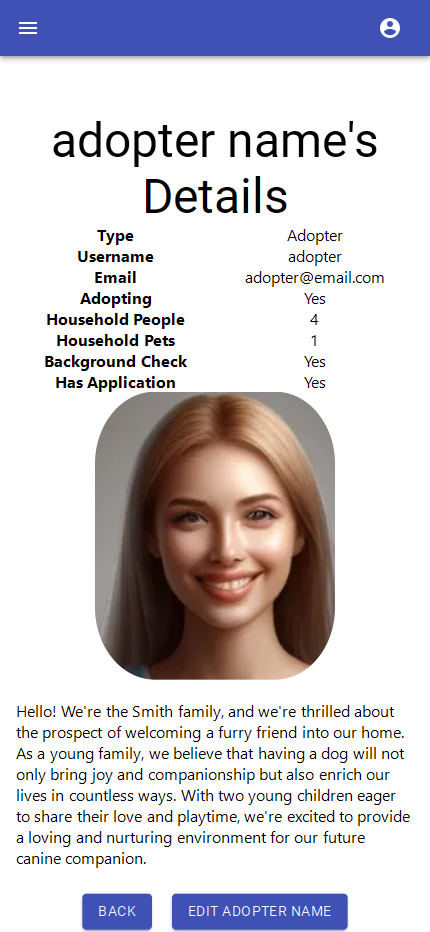 adopter name's
Details
Type Adopter
Username adopter
Email adopter@email.com
Adopting Yes
Household People 4
Household Pets 1
Background Check Yes
Has Application Yes
Hello! We're the Smith family, and we're thrilled about
the prospect of welcoming a furry friend into our home.
As a young family, we believe that having a dog will not
only bring joy and companionship but also enrich our
lives in countless ways. With two young children eager
to share their love and playtime, we're excited to provide
a loving and nurturing environment for our future
canine companion.
BACK EDIT ADOPTER NAME